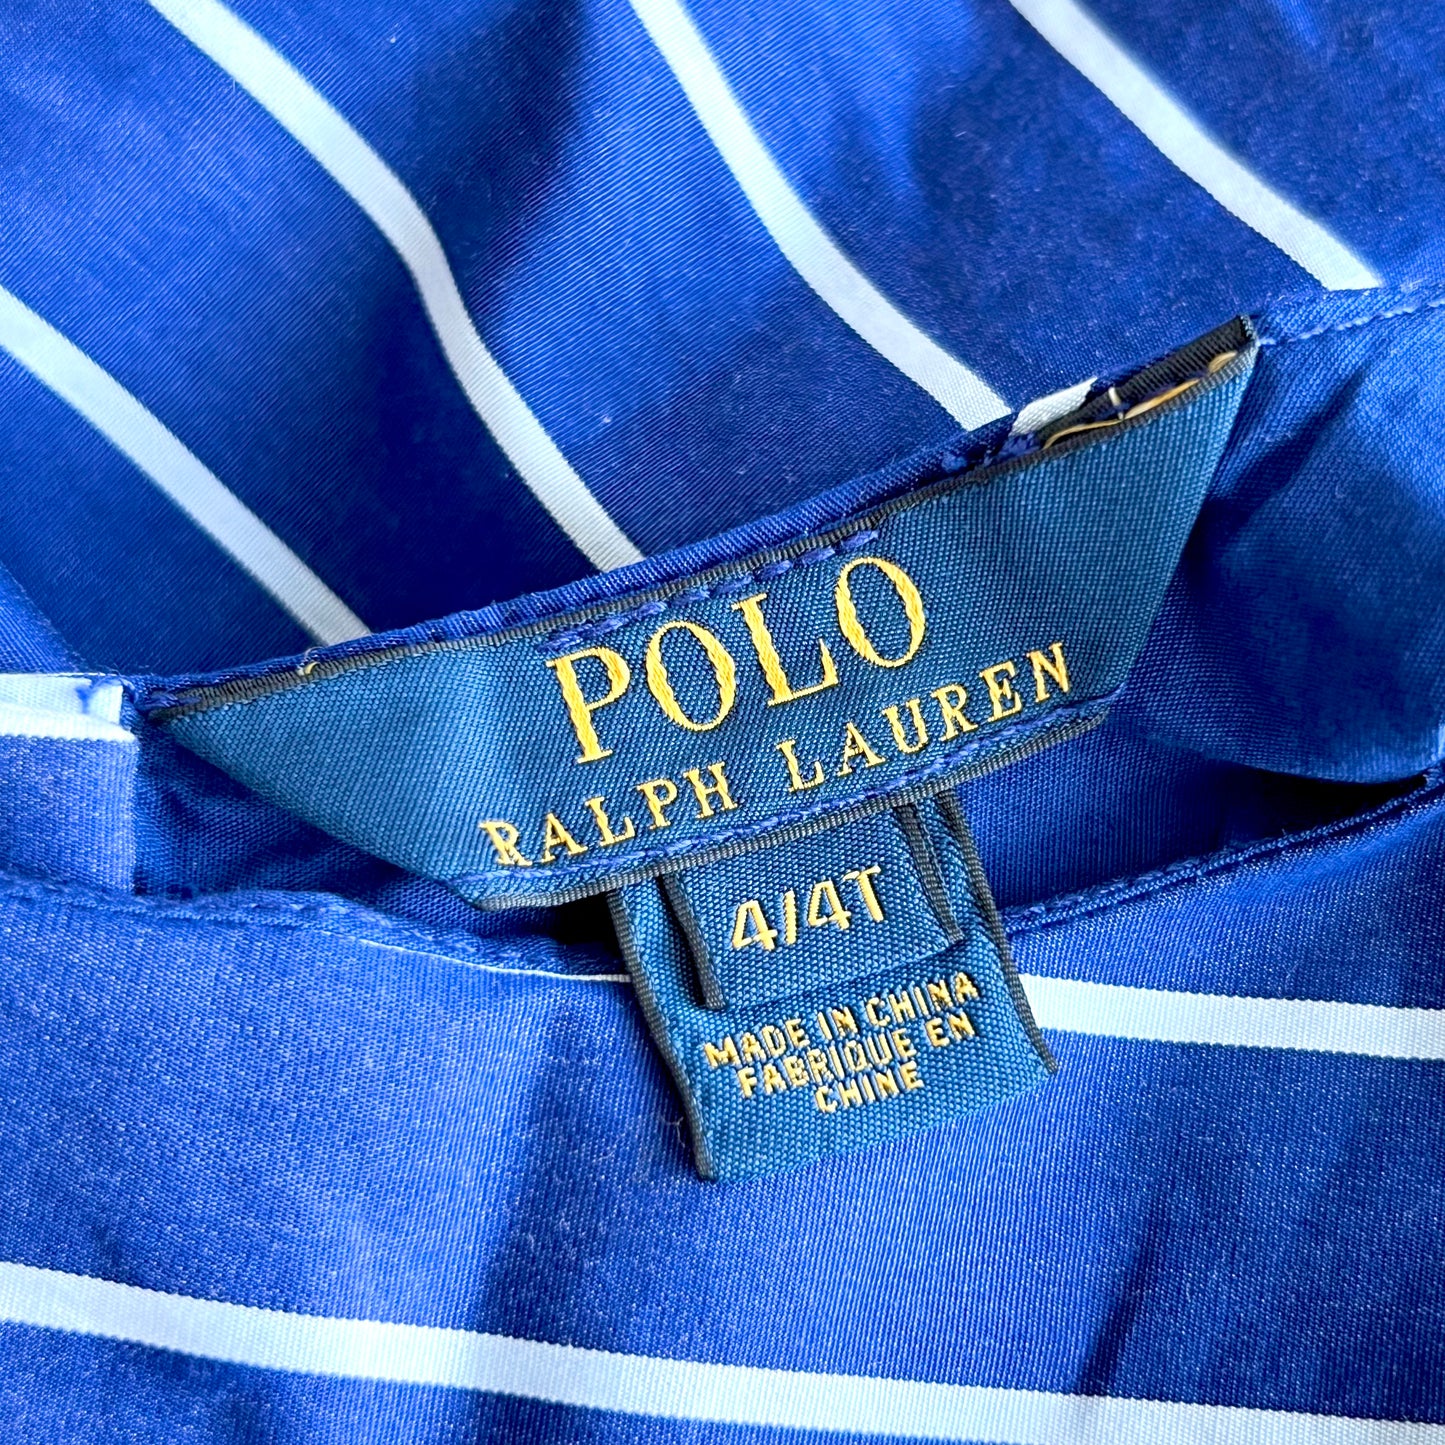 POLO
RALPH LAUREN
4/4T
MADE IN CHINA
FABRIQUE EN
CHINE